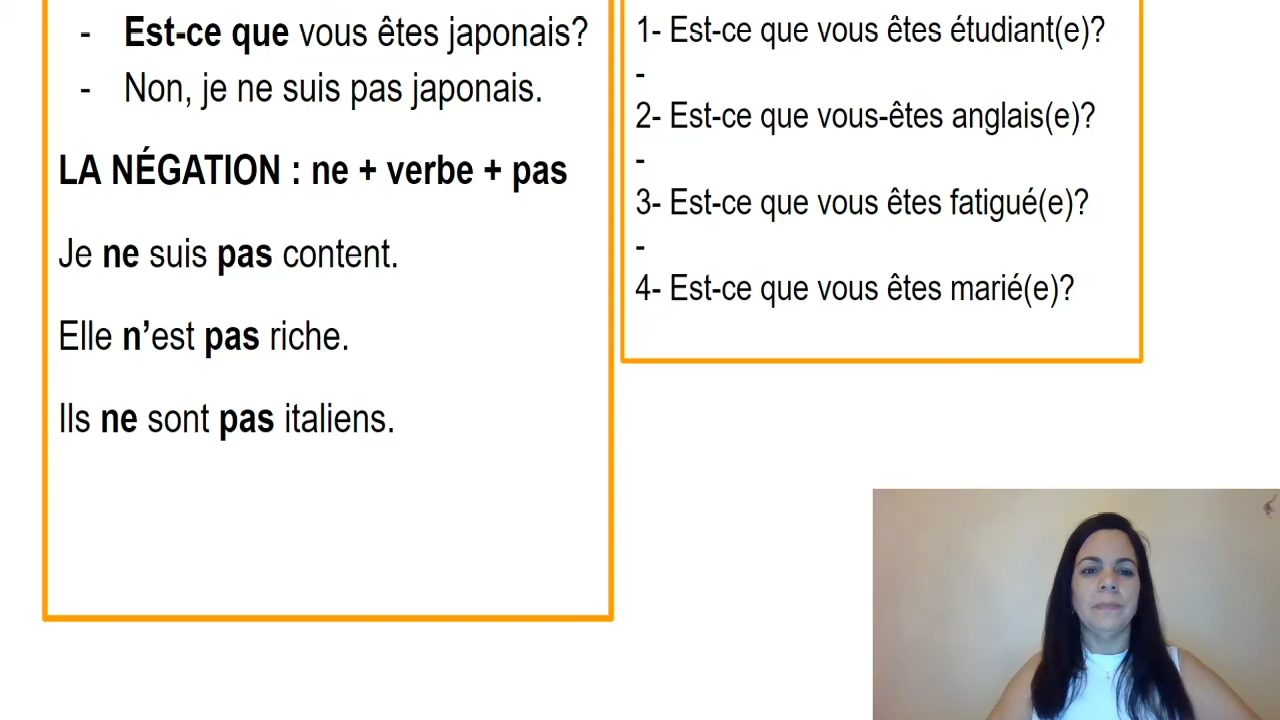 - Est-ce que vous êtes japonais?
- Non, je ne suis pas japonais.
LA NÉGATION : ne + verbe + pas
Je ne suis pas content.
Elle n’est pas riche.
Ils ne sont pas italiens.
1- Est-ce que vous êtes étudiant(e)?
-
2- Est-ce que vous-êtes anglais(e)?
-
3- Est-ce que vous êtes fatigué(e)?
-
4- Est-ce que vous êtes marié(e)?